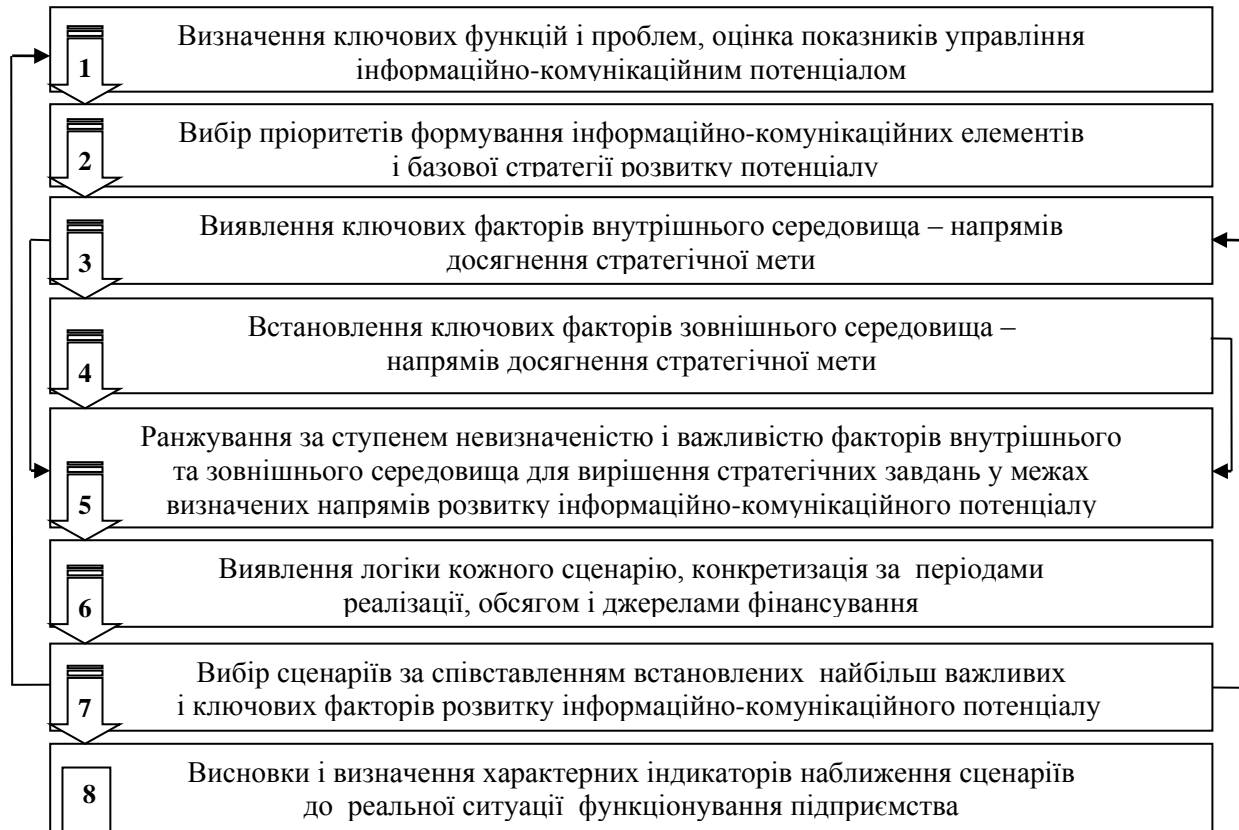 Визначення ключових функцій і проблем, оцінка показників управління
1
інформаційно-комунікаційним потенціалом
Вибір пріоритетів формування інформаційно-комунікаційних елементів
2
і базової стратегії розвитку потенціалу
Виявлення ключових факторів внутрішнього середовища – напрямів
3
досягнення стратегічної мети
Встановлення ключових факторів зовнішнього середовища –
4
напрямів досягнення стратегічної мети
Ранжування за ступенем невизначеністю і важливістю факторів внутрішнього
та зовнішнього середовища для вирішення стратегічних завдань у межах
5
визначених напрямів розвитку інформаційно-комунікаційного потенціалу
Виявлення логіки кожного сценарію, конкретизація за періодами
6
реалізації, обсягом і джерелами фінансування
Вибір сценаріїв за співставленням встановлених найбільш важливих
7
і ключових факторів розвитку інформаційно-комунікаційного потенціалу
Висновки і визначення характерних індикаторів наближення сценаріїв
8
до реальної ситуації функціонування підприємства